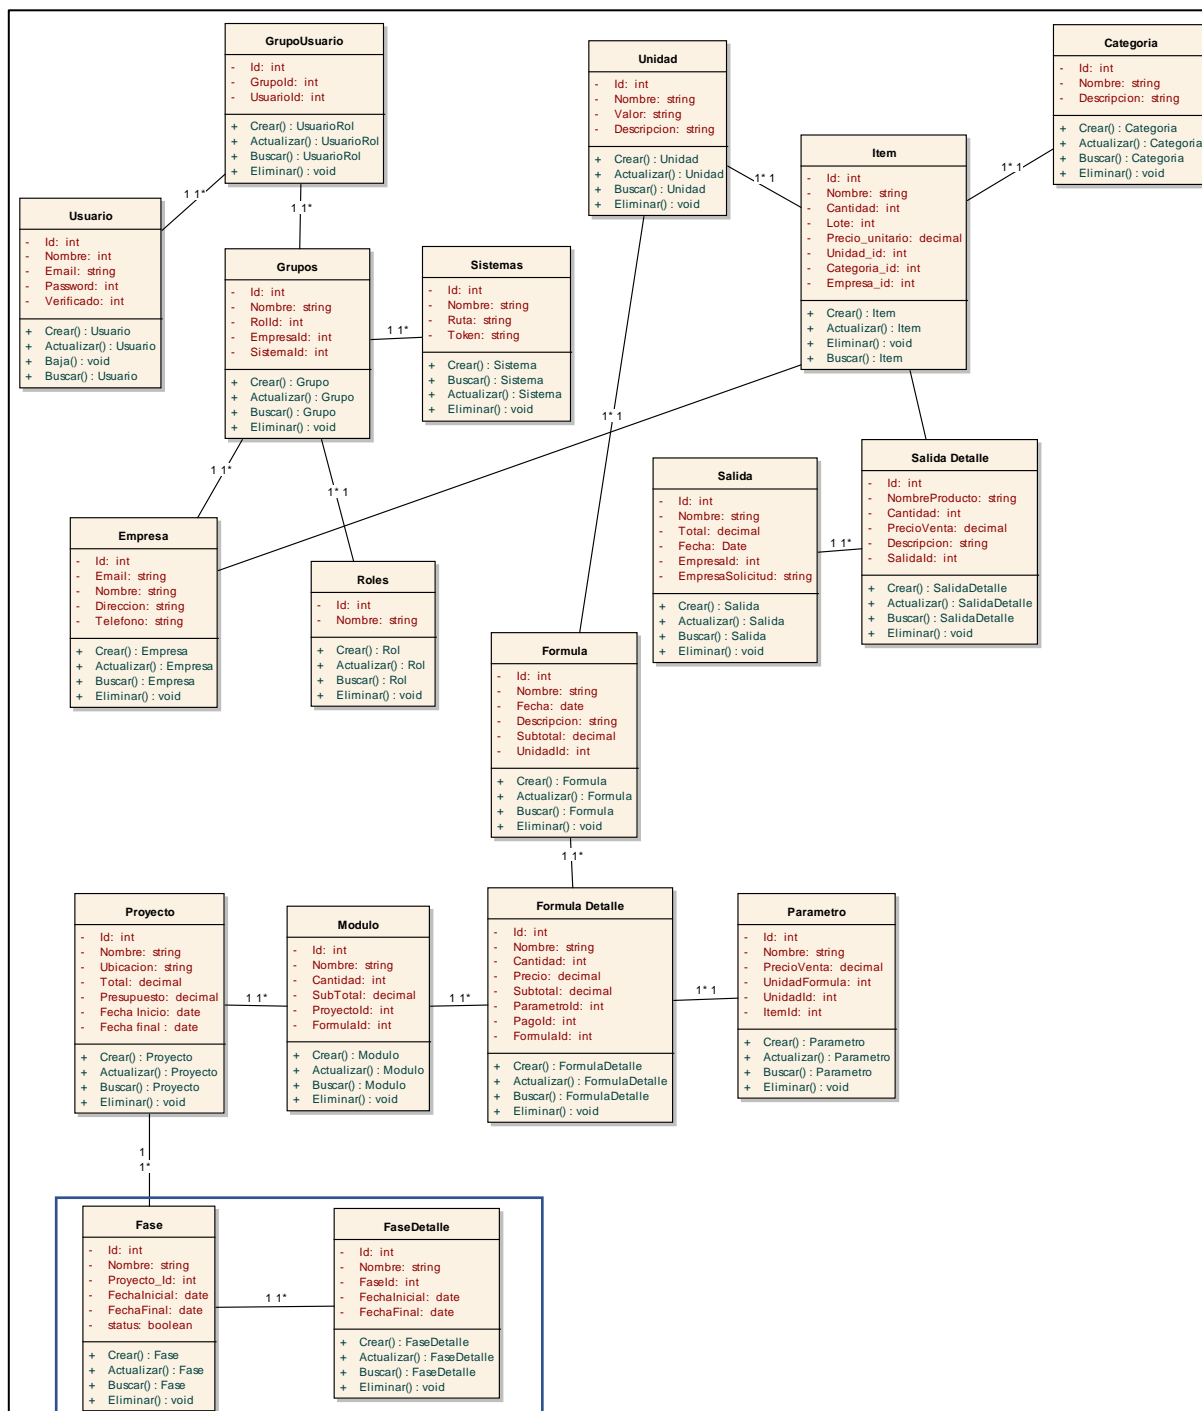 GrupoUsuario
- Id: int
- GrupoId: int
- UsuarioId: int
+ Crear() : UsuarioRol
+ Actualizar() : UsuarioRol
+ Buscar() : UsuarioRol
+ Eliminar() : void
Unidad
- Id: int
- Nombre: string
- Valor: string
- Descripcion: string
+ Crear() : Unidad
+ Actualizar() : Unidad
+ Buscar() : Unidad
+ Eliminar() : void
Categoria
- Id: int
- Nombre: string
- Descripcion: string
+ Crear() : Categoria
+ Actualizar() : Categoria
+ Buscar() : Categoria
+ Eliminar() : void
Item
- Id: int
- Nombre: string
- Cantidad: int
- Lote: int
- Precio_unitario: decimal
- Unidad_id: int
- Categoria_id: int
- Empresa_id: int
+ Crear() : Item
+ Actualizar() : Item
+ Eliminar() : void
+ Buscar() : Item
1* 1
1* 1
1 1*
1 1*
Usuario
- Id: int
- Nombre: int
- Email: string
- Password: int
- Verificado: int
+ Crear() : Usuario
+ Actualizar() : Usuario
+ Baja() : void
+ Buscar() : Usuario
Grupos
- Id: int
- Nombre: string
- RolId: int
- EmpresaId: int
- SistemaId: int
+ Crear() : Grupo
+ Actualizar() : Grupo
+ Buscar() : Grupo
+ Eliminar() : void
1 1*
Sistemas
- Id: int
- Nombre: string
- Ruta: string
- Token: string
+ Crear() : Sistema
+ Buscar() : Sistema
+ Actualizar() : Sistema
+ Eliminar() : void
1* 1
1 1*
1* 1
Salida Detalle
- Id: int
- NombreProducto: string
- Cantidad: int
- PrecioVenta: decimal
- Descripcion: string
- SalidaId: int
+ Crear() : SalidaDetalle
+ Actualizar() : SalidaDetalle
+ Buscar() : SalidaDetalle
+ Eliminar() : void
Salida
- Id: int
- Nombre: string
- Total: decimal
- Fecha: Date
- EmpresaId: int
- EmpresaSolicitud: string
+ Crear() : Salida
+ Actualizar() : Salida
+ Buscar() : Salida
+ Eliminar() : void
1 1*
Empresa
- Id: int
- Email: string
- Nombre: string
- Direccion: string
- Telefono: string
+ Crear() : Empresa
+ Actualizar() : Empresa
+ Buscar() : Empresa
+ Eliminar() : void
Roles
- Id: int
- Nombre: string
+ Crear() : Rol
+ Actualizar() : Rol
+ Buscar() : Rol
+ Eliminar() : void
Formula
- Id: int
- Nombre: string
- Fecha: date
- Descripcion: string
- Subtotal: decimal
- UnidadId: int
+ Crear() : Formula
+ Actualizar() : Formula
+ Buscar() : Formula
+ Eliminar() : void
1 1*
Proyecto
- Id: int
- Nombre: string
- Ubicacion: string
- Total: decimal
- Presupuesto: decimal
- Fecha Inicio: date
- Fecha final : date
+ Crear() : Proyecto
+ Actualizar() : Proyecto
+ Buscar() : Proyecto
+ Eliminar() : void
1 1*
Modulo
- Id: int
- Nombre: string
- Cantidad: int
- SubTotal: decimal
- ProyectoId: int
- FormulaId: int
+ Crear() : Modulo
+ Actualizar() : Modulo
+ Buscar() : Modulo
+ Eliminar() : void
1 1*
Formula Detalle
- Id: int
- Nombre: string
- Cantidad: int
- Precio: decimal
- Subtotal: decimal
- ParametroId: int
- PagoId: int
- FormulaId: int
+ Crear() : FormulaDetalle
+ Actualizar() : FormulaDetalle
+ Buscar() : FormulaDetalle
+ Eliminar() : void
1* 1
Parametro
- Id: int
- Nombre: string
- PrecioVenta: decimal
- UnidadFormula: int
- UnidadId: int
- ItemId: int
+ Crear() : Parametro
+ Actualizar() : Parametro
+ Buscar() : Parametro
+ Eliminar() : void
1
1*
Fase
- Id: int
- Nombre: string
- Proyecto_Id: int
- FechaInicial: date
- FechaFinal: date
- status: boolean
+ Crear() : Fase
+ Actualizar() : Fase
+ Buscar() : Fase
+ Eliminar() : void
1 1*
FaseDetalle
- Id: int
- Nombre: string
- FaseId: int
- FechaInicial: date
- FechaFinal: date
+ Crear() : FaseDetalle
+ Actualizar() : FaseDetalle
+ Buscar() : FaseDetalle
+ Eliminar() : void